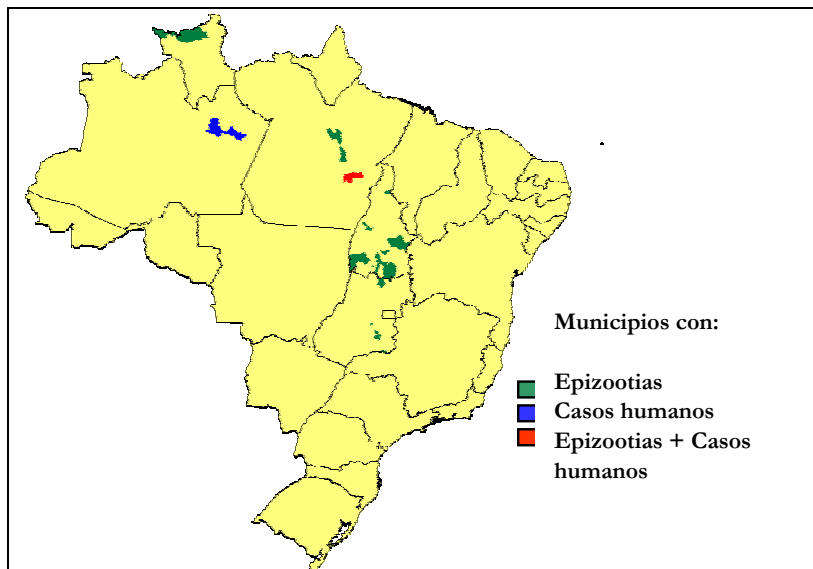 Municipios con:
Epizootias
Casos humanos
Epizootias + Casos
humanos